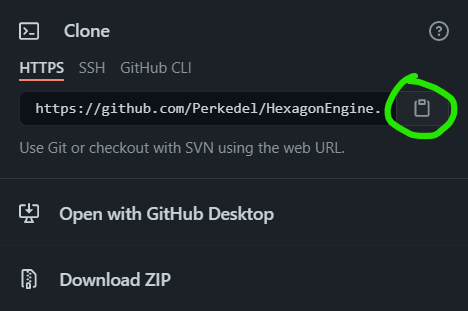 Clone
HTTPS SSH GitHub CLI
https://github.com/Perkedel/HexagonEngine.
Use Git or checkout with SVN using the web URL.
Open with GitHub Desktop
Download ZIP